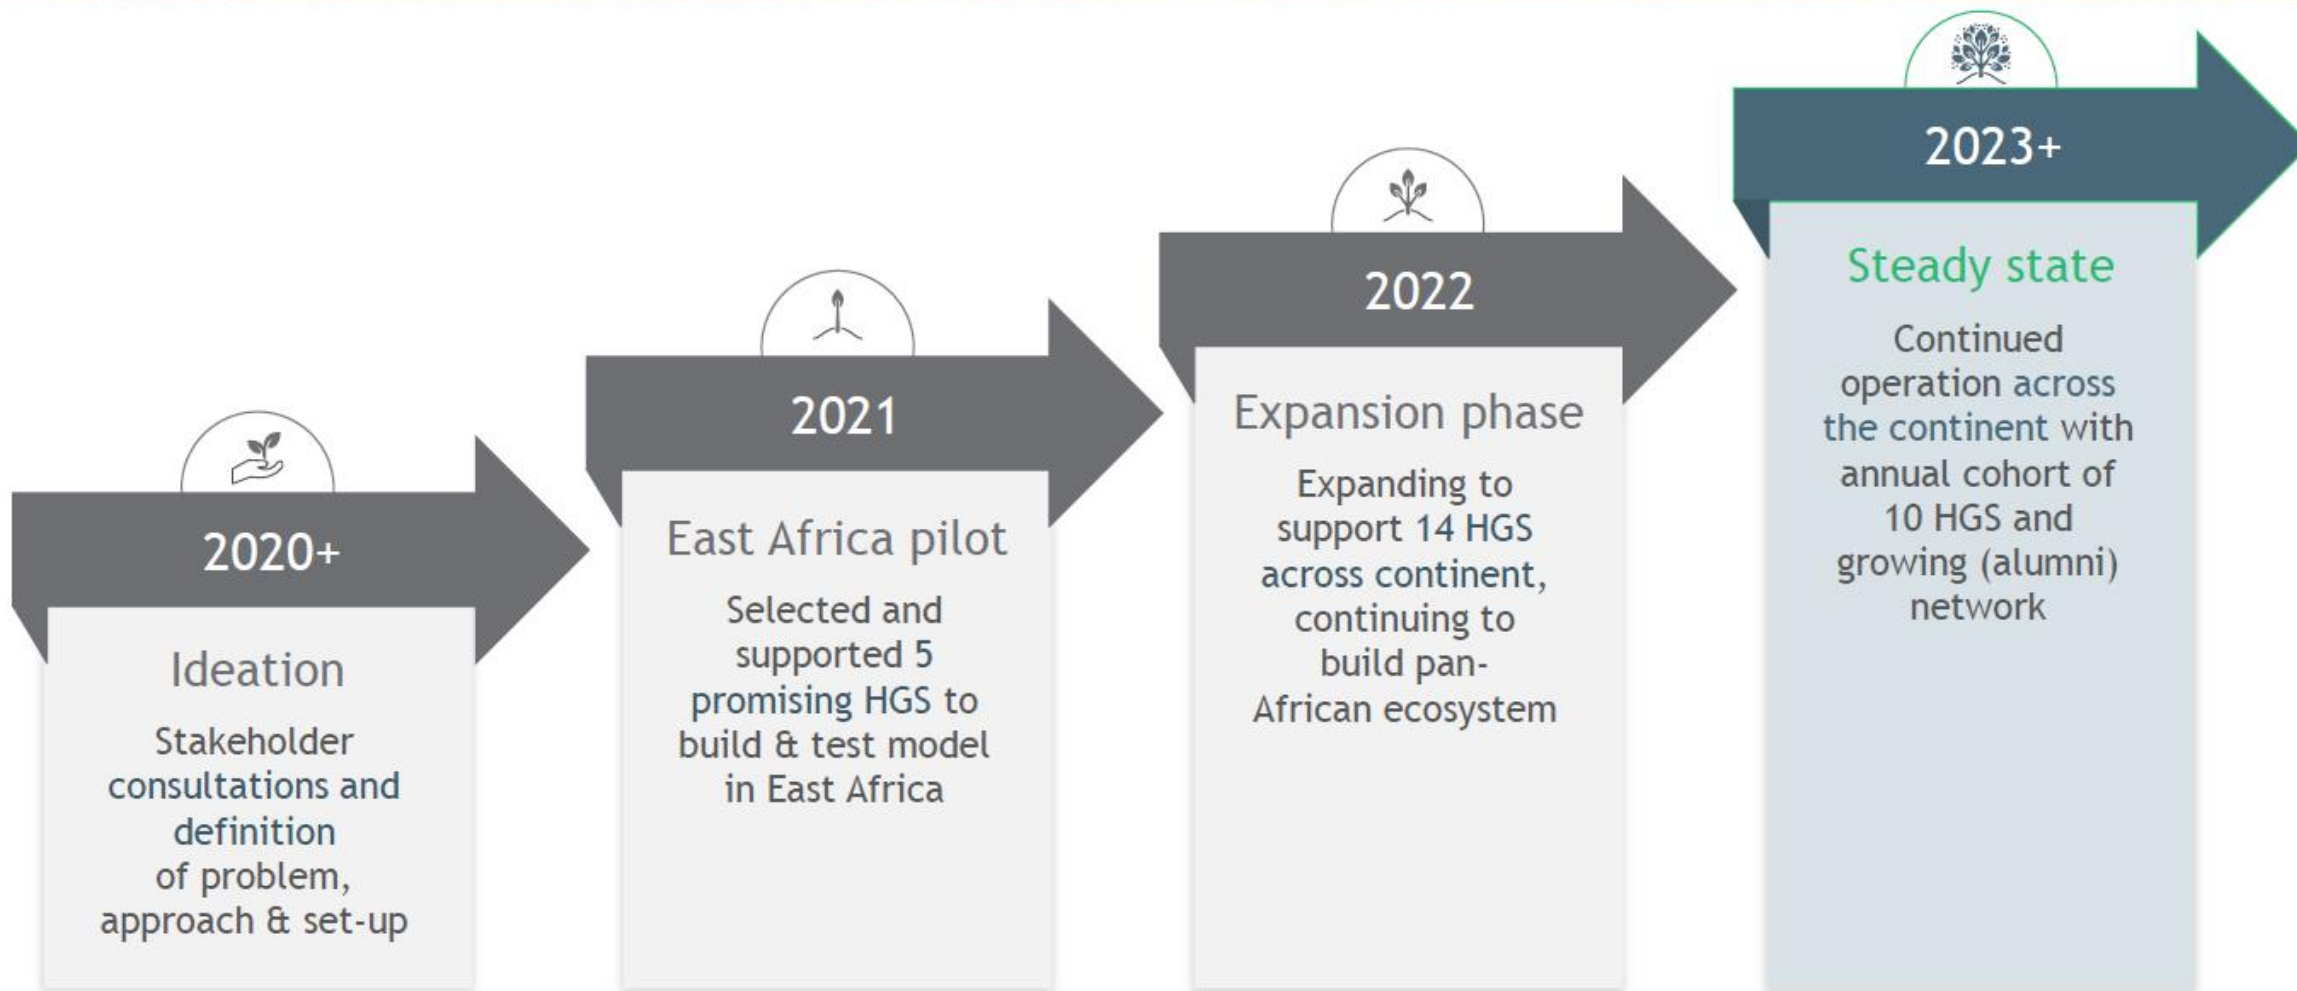 2020+
Ideation
Stakeholder
consultations and
definition
of problem,
approach & set-up
2021
East Africa pilot
Selected and
supported 5
promising HGS to
build & test model
in East Africa
2022
Expansion phase
Expanding to
support 14 HGS
across continent,
continuing to
build pan-
African ecosystem
2023+
Steady state
Continued
operation across
the continent with
annual cohort of
10 HGS and
growing (alumni)
network